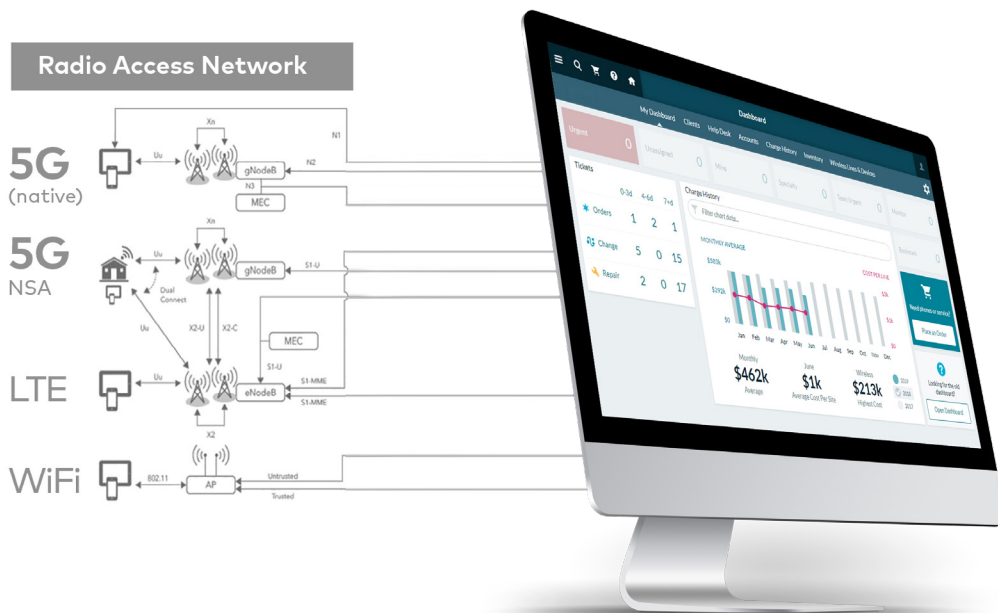 Radio Access Network
5G
(native)
Uu
Xn
gNodeB
N1
N2
N3
MEC
5G
NSA
Uu
Dual
Connect
Uu
Xn
gNodeB
S1-U
X2-U
X2-C
MEC
S1-U
LTE
Uu
eNodeB
S1-MME
S1-MME
X2
WiFi
802.11
AP
Untrusted
Trusted
Dashboard
My Dashboard
Clients
Help Desk
Accounts
Charge History
Inventory
Wireless Lines & Devices
Urgent
0
Unassigned
0
Mine
0
Specialty
0
0
Monitor
0
0
Tickets
0-3d 4-6d 7+d
Orders 1 2 1
Change 5 0 15
Repair 2 0 17
Charge History
Filter chart data...
MONTHLY AVERAGE
COST PER LINE
$292k
$0
Jan Feb Mar Apr May Jun Jul Aug Sep Oct Nov Dec
Monthly
$462k
Average
June
$1k
Average Cost Per Site
Wireless
$213k
Highest Cost
2019
2018
2017
Need phones or service?
Place an Order
Looking for the old
dashboard?
Open Dashboard